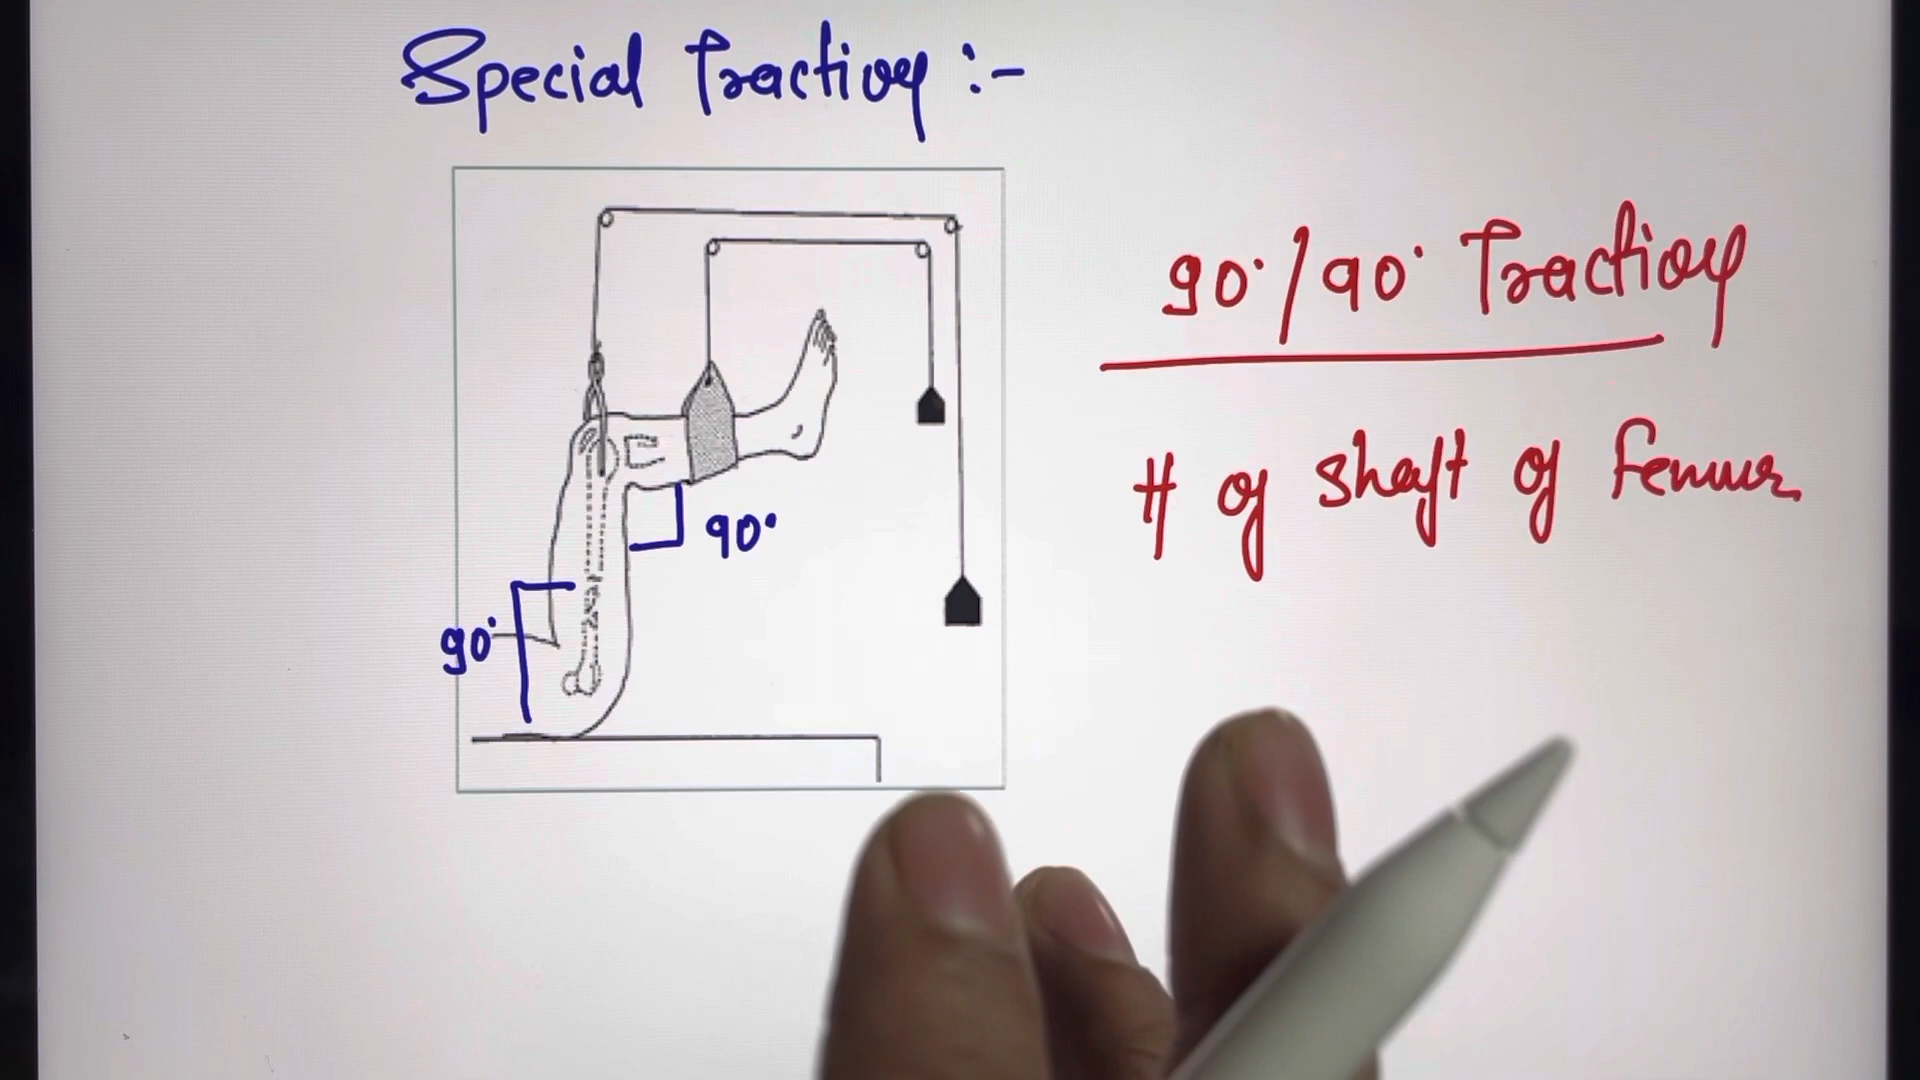 Special Traction :-
90°/90° Traction
# of shaft of femur
90°
90°